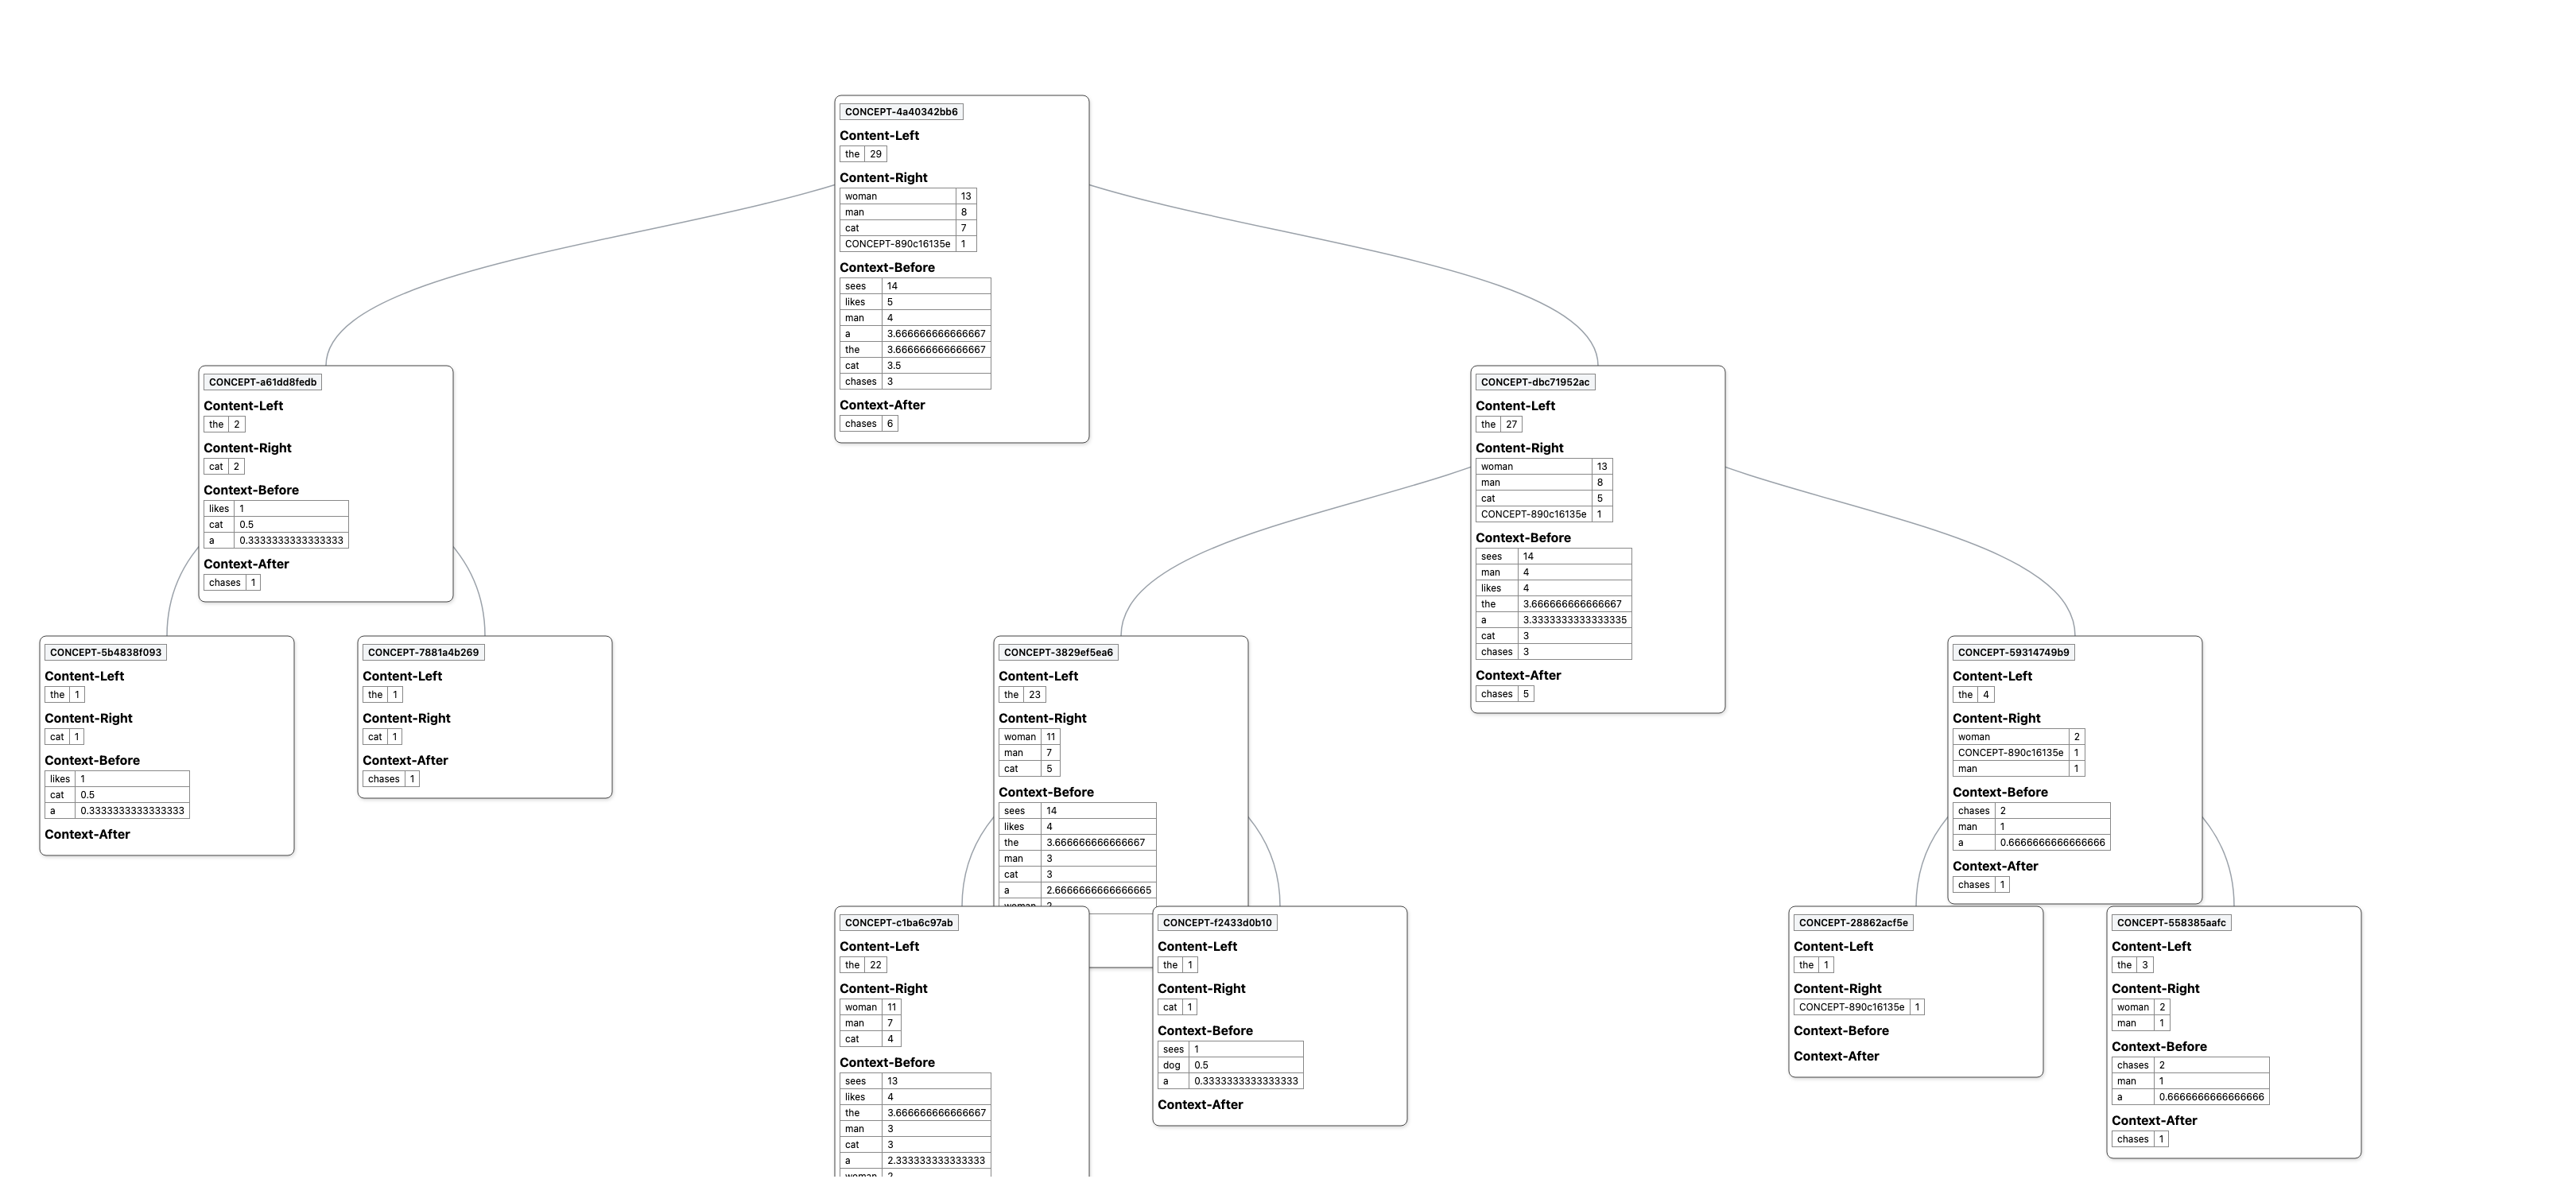 CONCEPT-4a40342bb6
Content-Left
the 29
Content-Right
woman 13
man 8
cat 7
CONCEPT-890c16135e 1
Context-Before
sees 14
likes 5
man 4
a 3.666666666666667
the 3.666666666666667
cat 3.5
chases 3
Context-After
chases 6
CONCEPT-a61dd8fedb
Content-Left
the 2
Content-Right
cat 2
Context-Before
likes 1
cat 0.5
a 0.3333333333333333
Context-After
chases 1
CONCEPT-dbc71952ac
Content-Left
the 27
Content-Right
woman 13
man 8
cat 5
CONCEPT-890c16135e 1
Context-Before
sees 14
man 4
likes 4
the 3.666666666666667
a 3.3333333333333335
cat 3
chases 3
Context-After
chases 5
CONCEPT-5b4838f093
Content-Left
the 1
Content-Right
cat 1
Context-Before
likes 1
cat 0.5
a 0.3333333333333333
Context-After
CONCEPT-7881a4b269
Content-Left
the 1
Content-Right
cat 1
Context-After
chases 1
CONCEPT-3829ef5ea6
Content-Left
the 23
Content-Right
woman 11
man 7
cat 5
Context-Before
sees 14
likes 4
the 3.666666666666667
man 3
cat 3
a 2.6666666666666665
woman 2
CONCEPT-59314749b9
Content-Left
the 4
Content-Right
woman 2
CONCEPT-890c16135e 1
man 1
Context-Before
chases 2
man 1
a 0.6666666666666666
Context-After
chases 1
CONCEPT-c1ba6c97ab
Content-Left
the 22
Content-Right
woman 11
man 7
cat 4
Context-Before
sees 13
likes 4
the 3.666666666666667
man 3
cat 3
a 2.333333333333333
woman 2
CONCEPT-f2433d0b10
Content-Left
the 1
Content-Right
cat 1
Context-Before
sees 1
dog 0.5
a 0.3333333333333333
Context-After
CONCEPT-28862acf5e
Content-Left
the 1
Content-Right
CONCEPT-890c16135e 1
Context-Before
Context-After
CONCEPT-558385aafc
Content-Left
the 3
Content-Right
woman 2
man 1
Context-Before
chases 2
man 1
a 0.6666666666666666
Context-After
chases 1